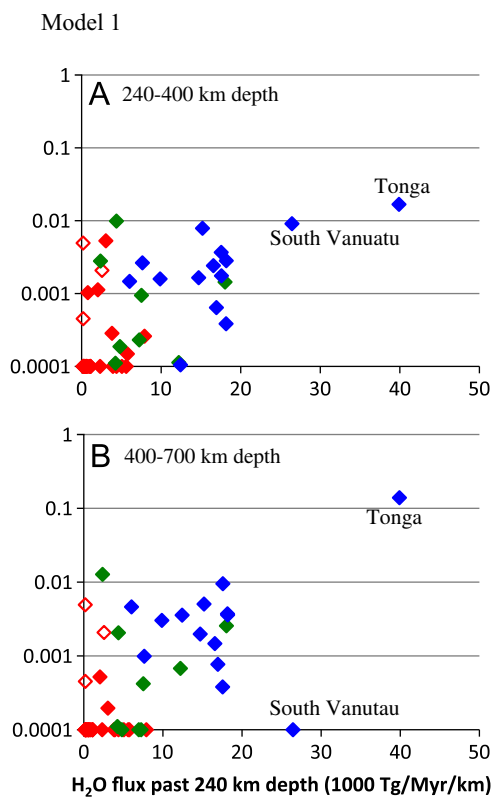 Model 1
1
A 240-400 km depth
0.1
Tonga
0.01
South Vanuatu
0.001
0.0001
0 10 20 30 40 50
1
B 400-700 km depth
0.1
Tonga
0.01
0.001
South Vanutau
0.0001
0 10 20 30 40 50
H₂O flux past 240 km depth (1000 Tg/Myr/km)